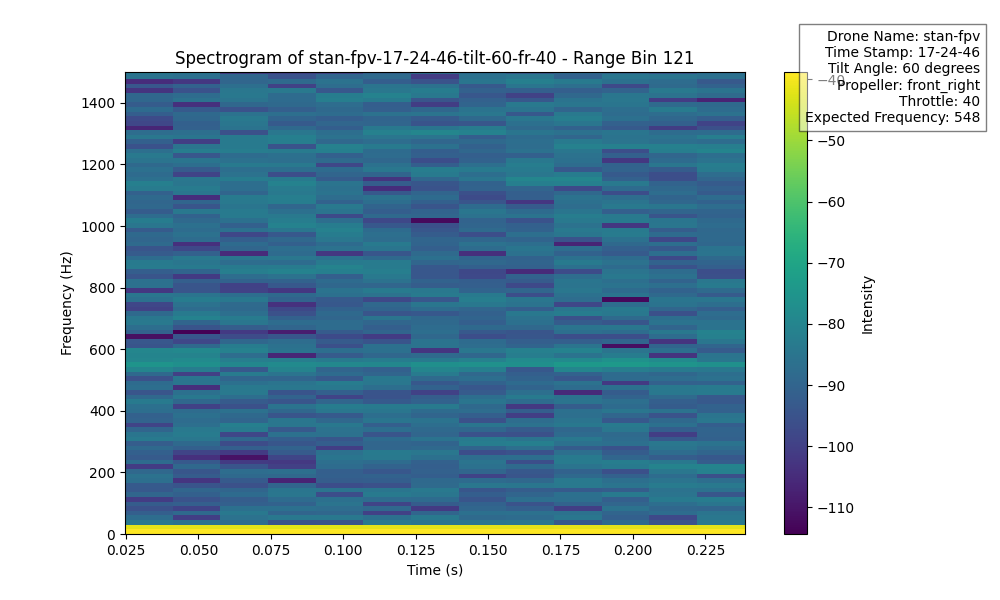 Drone Name: stan-fpv
Time Stamp: 17-24-46
Tilt Angle: 60 degrees
Propeller: front_right
Throttle: 40
Expected Frequency: 548
Spectrogram of stan-fpv-17-24-46-tilt-60-fr-40 - Range Bin 121
Frequency (Hz)
1400
1200
1000
800
600
400
200
0
0.025
0.050
0.075
0.100
0.125
0.150
0.175
0.200
0.225
Time (s)
−40
−50
−60
−70
−80
−90
−100
−110
Intensity